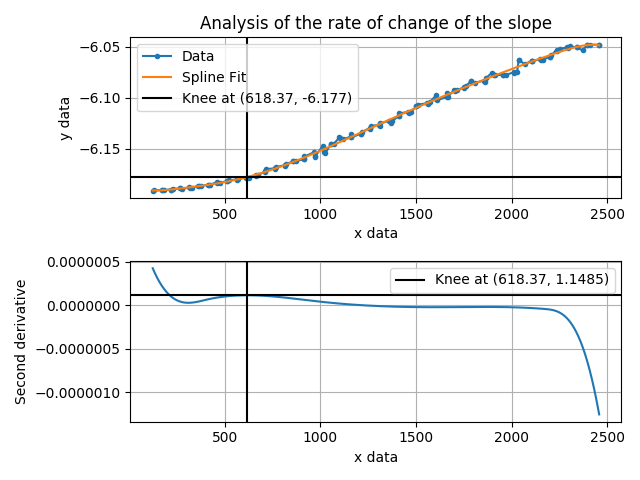 Analysis of the rate of change of the slope
−6.05
−6.10
−6.15
y data
Data
Spline Fit
Knee at (618.37, -6.177)
500
1000
1500
2000
2500
x data
0.0000005
0.0000000
−0.0000005
−0.0000010
Second derivative
Knee at (618.37, 1.1485)
500
1000
1500
2000
2500
x data